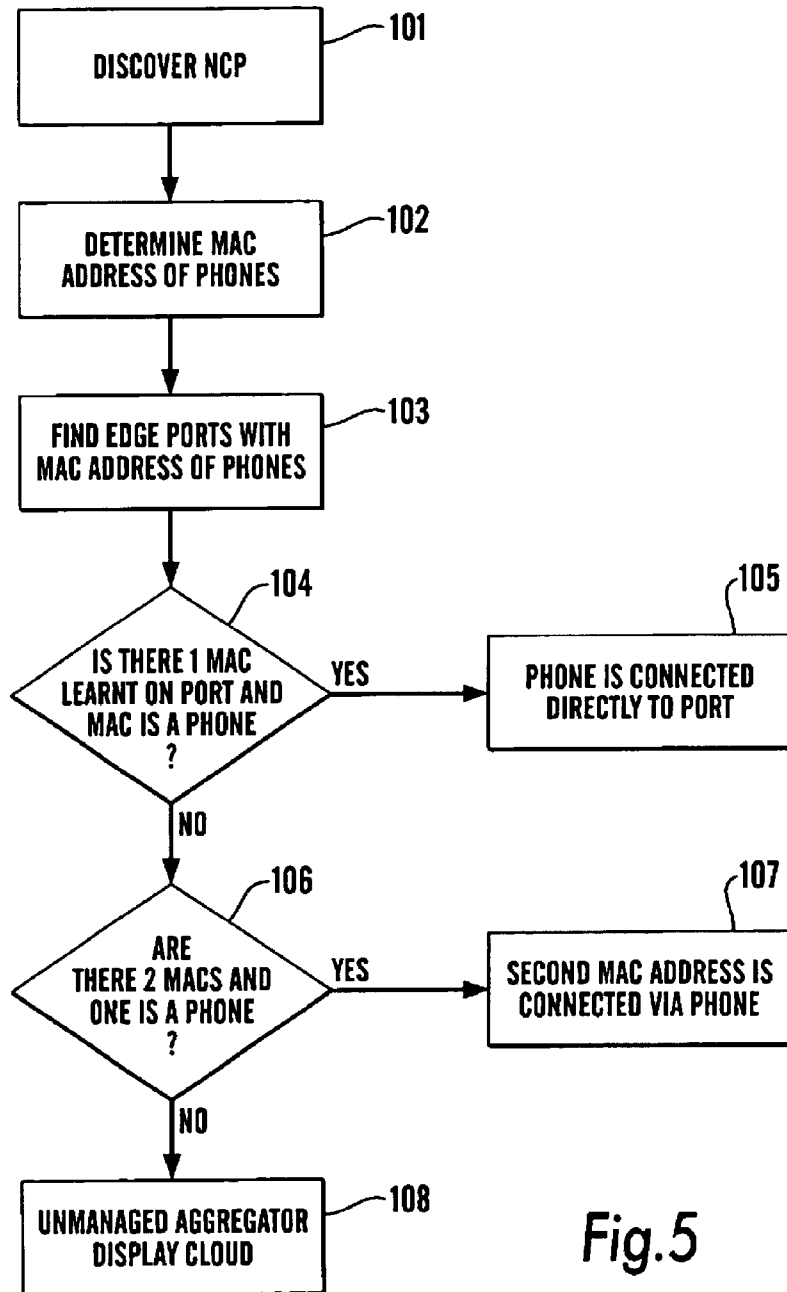 101
DISCOVER NCP
102
DETERMINE MAC
ADDRESS OF PHONES
103
FIND EDGE PORTS WITH
MAC ADDRESS OF PHONES
104
IS THERE 1 MAC
LEARNT ON PORT AND
MAC IS A PHONE
?
YES
105
PHONE IS CONNECTED
DIRECTLY TO PORT
NO
106
ARE
THERE 2 MACS AND
ONE IS A PHONE
?
YES
107
SECOND MAC ADDRESS IS
CONNECTED VIA PHONE
NO
108
UNMANAGED AGGREGATOR
DISPLAY CLOUD
Fig.5